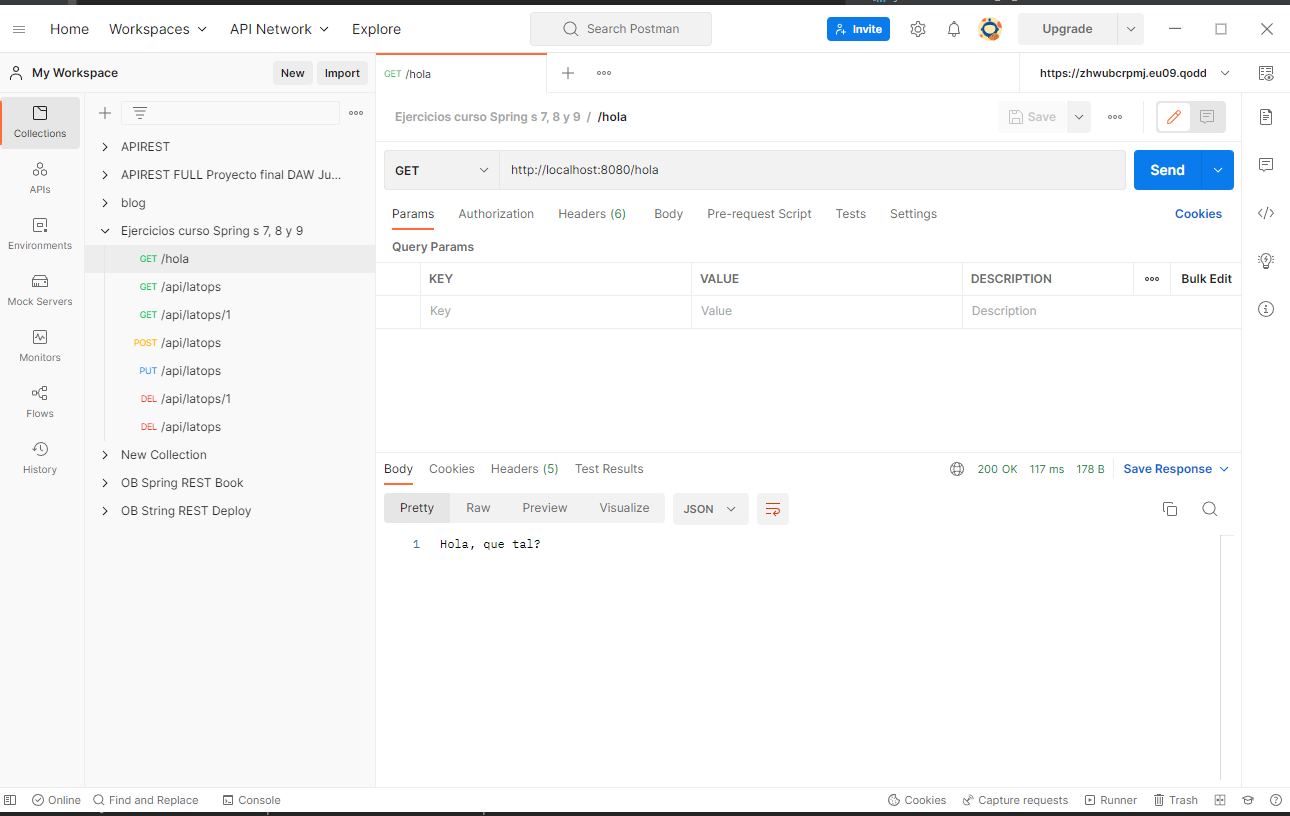 Home Workspaces API Network Explore Search Postman Invite Upgrade
My Workspace New Import GET /hola https://zhwubcrpmj.eu09.qodd
Collections
APIs
Environments
Mock Servers
Monitors
Flows
History
APIREST
APIREST FULL Proyecto final DAW Ju...
blog
Ejercicios curso Spring s 7, 8 y 9
GET /hola
GET /api/latops
GET /api/latops/1
POST /api/latops
PUT /api/latops
DEL /api/latops/1
DEL /api/latops
New Collection
OB Spring REST Book
OB String REST Deploy
Ejercicios curso Spring s 7, 8 y 9 / /hola Save
GET http://localhost:8080/hola Send
Params Authorization Headers (6) Body Pre-request Script Tests Settings Cookies
Query Params
KEY VALUE DESCRIPTION Bulk Edit
Key Value Description
Body Cookies Headers (5) Test Results 200 OK 117 ms 178 B Save Response
Pretty Raw Preview Visualize JSON
1 Hola, que tal?
Online Find and Replace Console Cookies Capture requests Runner Trash